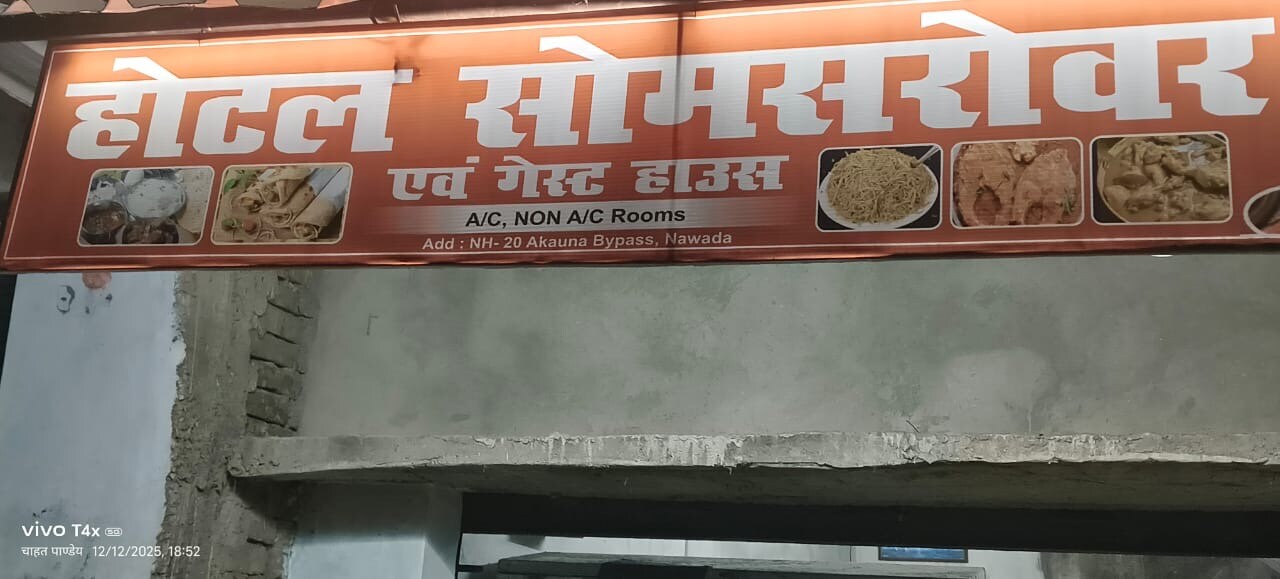 होटल सोमसरोवर
एवं गेस्ट हाउस
A/C, NON A/C Rooms
Add : NH- 20 Akauna Bypass, Nawada
vivo T4x 5G
चाहत पाण्डेय 12/12/2025, 18:52